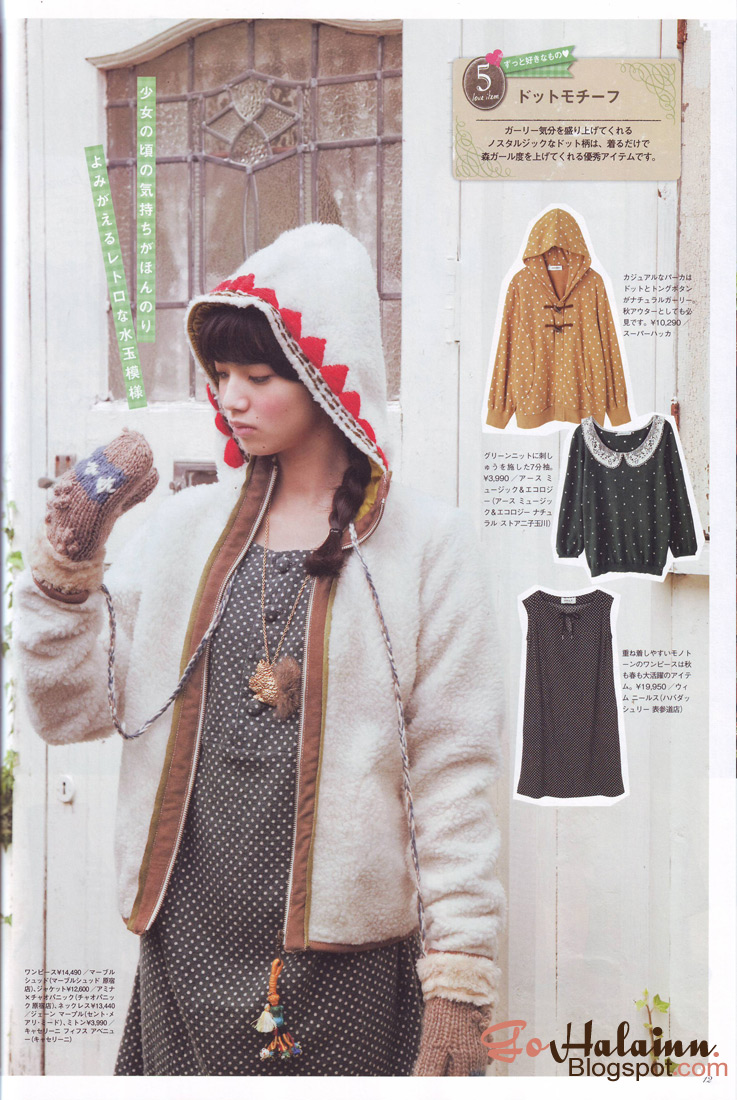 ずっと好きなもの♥
5
love item
ドットモチーフ
ガーリー気分を盛り上げてくれる
ノスタルジックなドット柄は、着るだけで
森ガール度を上げてくれる優秀アイテムです。
少女の頃の気持ちがほんのり
よみがえるレトロな水玉模様
カジュアルなパーカは
ドットとトングボタン
がナチュラルガーリー。
秋アウターとしても必
見です。¥10,290／
スーパーハッカ
グリーンニットに刺し
ゅうを施した7分袖。
¥3,990／アース ミ
ュージック＆エコロジ
ー（アース ミュージッ
ク＆エコロジー ナチュ
ラル ストア二子玉川）
重ね着しやすいモノト
ーンのワンピースは秋
も春も大活躍のアイテ
ム。¥19,950／ウィ
ム ニールス（ハバダッ
シュリー 表参道店）
ワンピース¥14,490／マーブル
シュッド（マーブルシュッド 原宿
店）、ジャケット¥12,600／アミナ
×チャオパニック（チャオパニッ
ク 原宿店）、ネックレス¥13,440
／ジェーン マーブル（セント・メ
アリ・ミード）、ミトン¥3,990／
キャセリーニ フィフス アベニュ
ー（キャセリーニ）
Go Halainn.
Blogspot.com
12